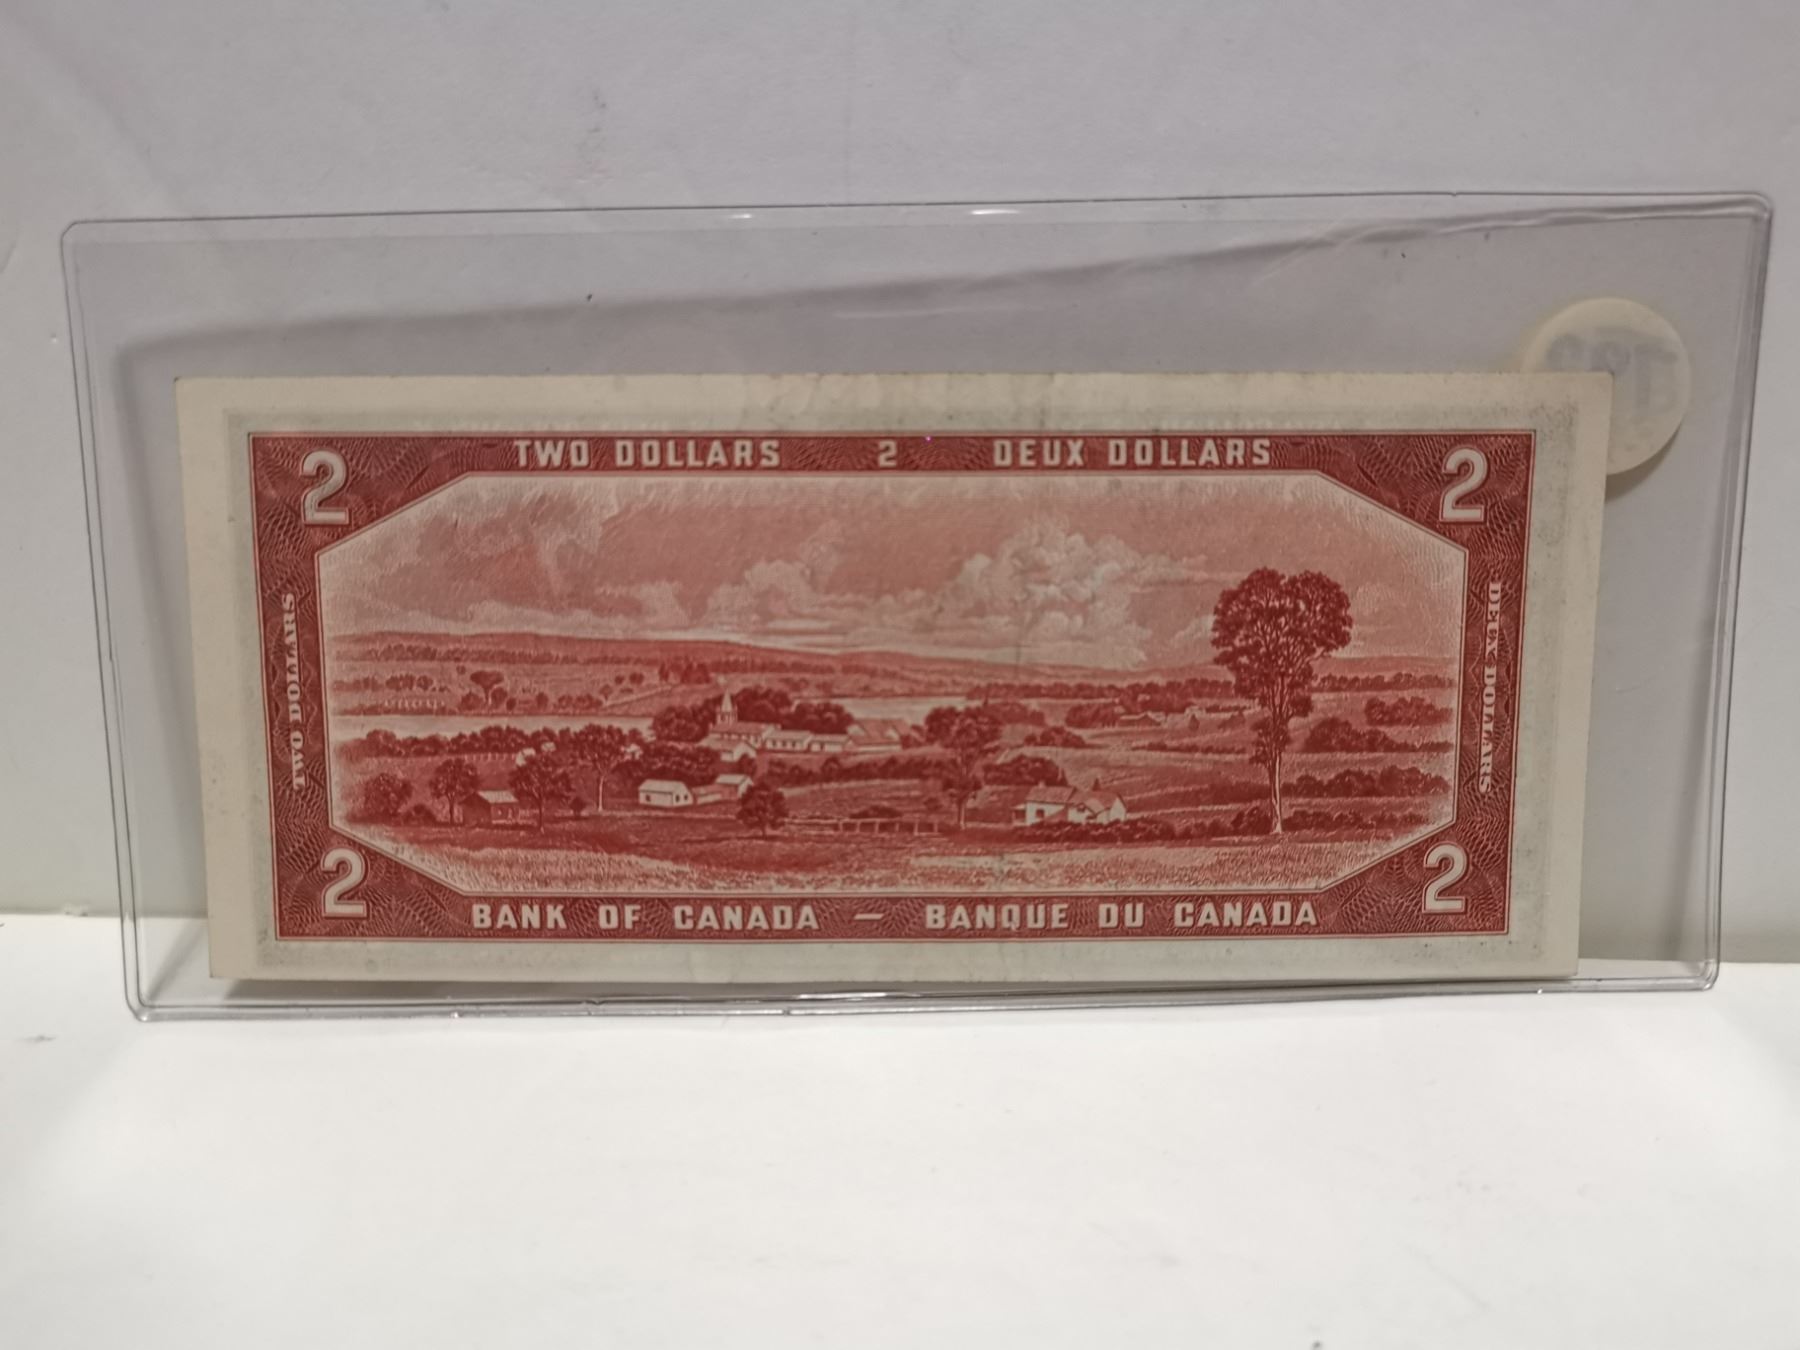 TWO DOLLARS 2 DEUX DOLLARS
2 2
TWO DOLLARS
DEUX DOLLARS
2 2
BANK OF CANADA — BANQUE DU CANADA